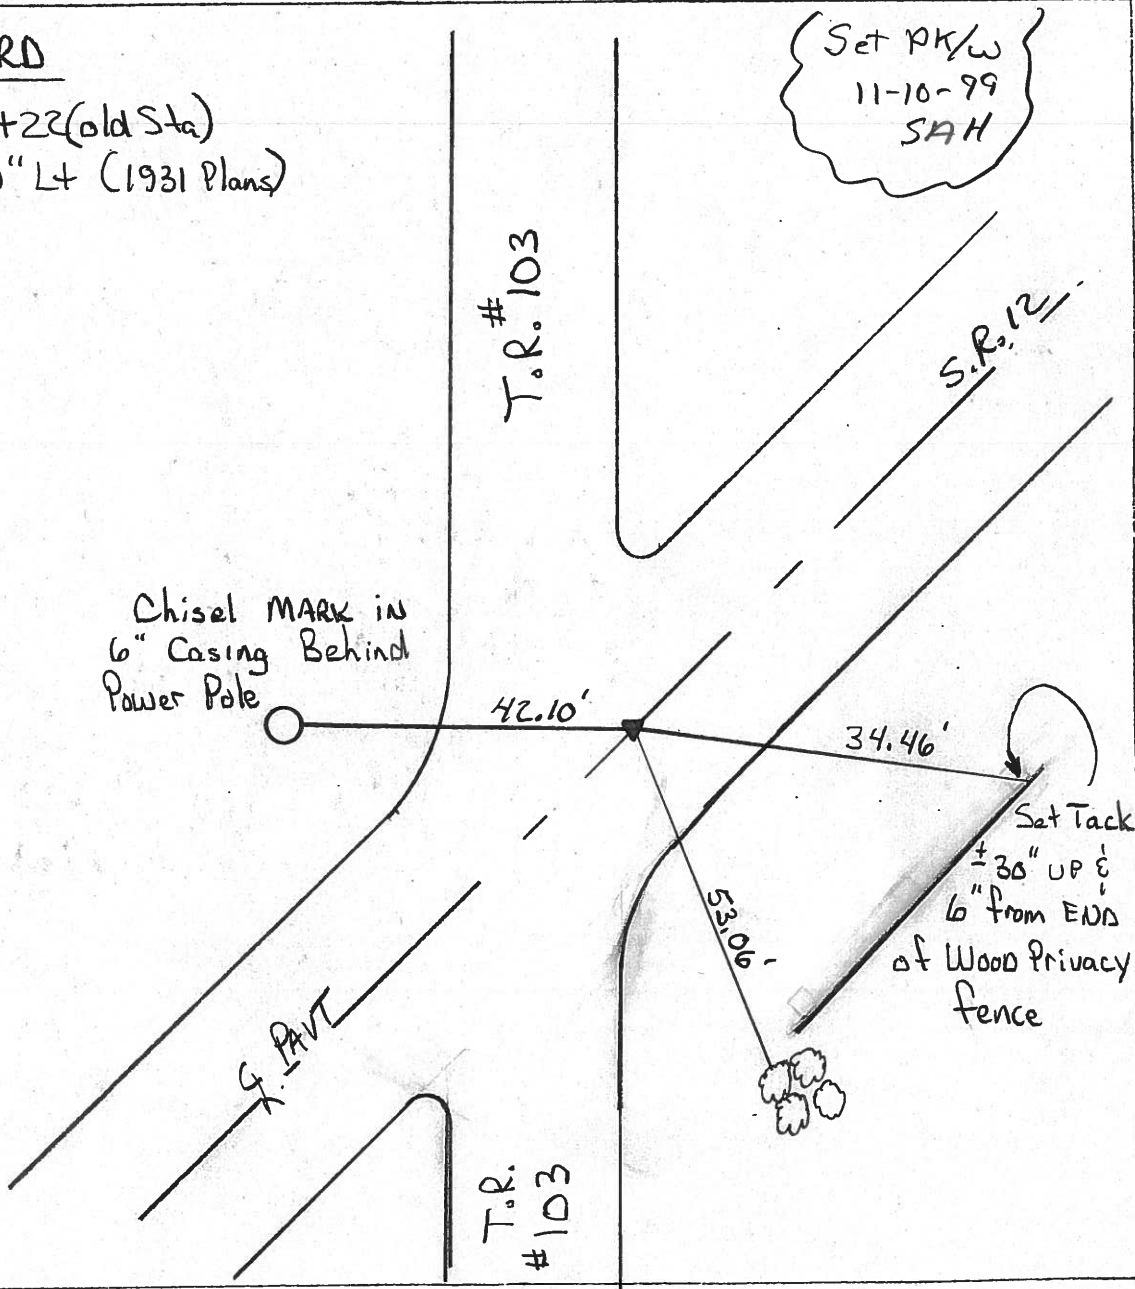 RD
+22(old Sta)
" Lt (1931 Plans)
Set PK/w
11-10-99
SAH
T.R. # 103
S.R. 12
Chisel MARK in
6" Casing Behind
Power Pole
42.10'
34.46'
Set Tack
± 30" UP &
6" from END
of Wood Privacy
fence
53.06-
℄. PAVT
T.R.
# 103